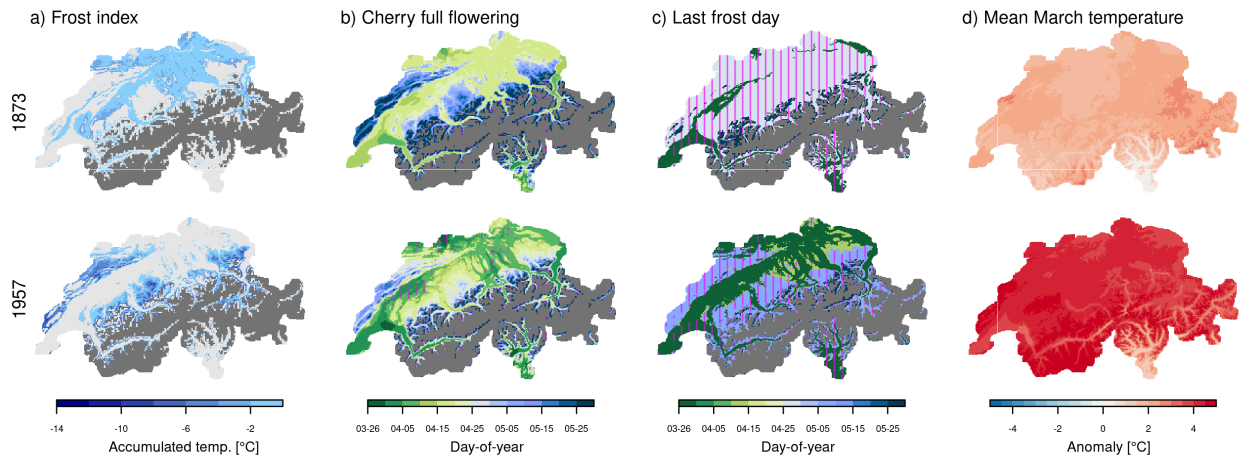 a) Frost index
b) Cherry full flowering
c) Last frost day
d) Mean March temperature
1873
1957
-14 -10 -6 -2
03-26 04-05 04-15 04-25 05-05 05-15 05-25
03-26 04-05 04-15 04-25 05-05 05-15 05-25
-4 -2 0 2 4
Accumulated temp. [°C]
Day-of-year
Day-of-year
Anomaly [°C]